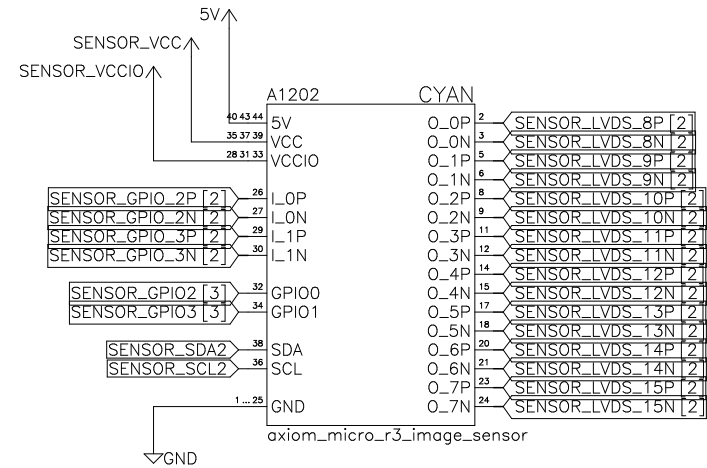 5V
SENSOR_VCC
SENSOR_VCCIO
A1202 CYAN
40 43 44 5V O_0P 2 SENSOR_LVDS_8P [2]
35 37 39 VCC O_0N 3 SENSOR_LVDS_8N [2]
28 31 33 VCCIO O_1P 5 SENSOR_LVDS_9P [2]
O_1N 6 SENSOR_LVDS_9N [2]
SENSOR_GPIO_2P [2] 26 I_0P O_2P 8 SENSOR_LVDS_10P [2]
SENSOR_GPIO_2N [2] 27 I_0N O_2N 9 SENSOR_LVDS_10N [2]
SENSOR_GPIO_3P [2] 29 I_1P O_3P 11 SENSOR_LVDS_11P [2]
SENSOR_GPIO_3N [2] 30 I_1N O_3N 12 SENSOR_LVDS_11N [2]
O_4P 14 SENSOR_LVDS_12P [2]
SENSOR_GPIO2 [3] 32 GPIO0 O_4N 15 SENSOR_LVDS_12N [2]
SENSOR_GPIO3 [3] 34 GPIO1 O_5P 17 SENSOR_LVDS_13P [2]
O_5N 18 SENSOR_LVDS_13N [2]
SENSOR_SDA2 38 SDA O_6P 20 SENSOR_LVDS_14P [2]
SENSOR_SCL2 36 SCL O_6N 21 SENSOR_LVDS_14N [2]
O_7P 23 SENSOR_LVDS_15P [2]
1 ... 25 GND O_7N 24 SENSOR_LVDS_15N [2]
axiom_micro_r3_image_sensor
GND